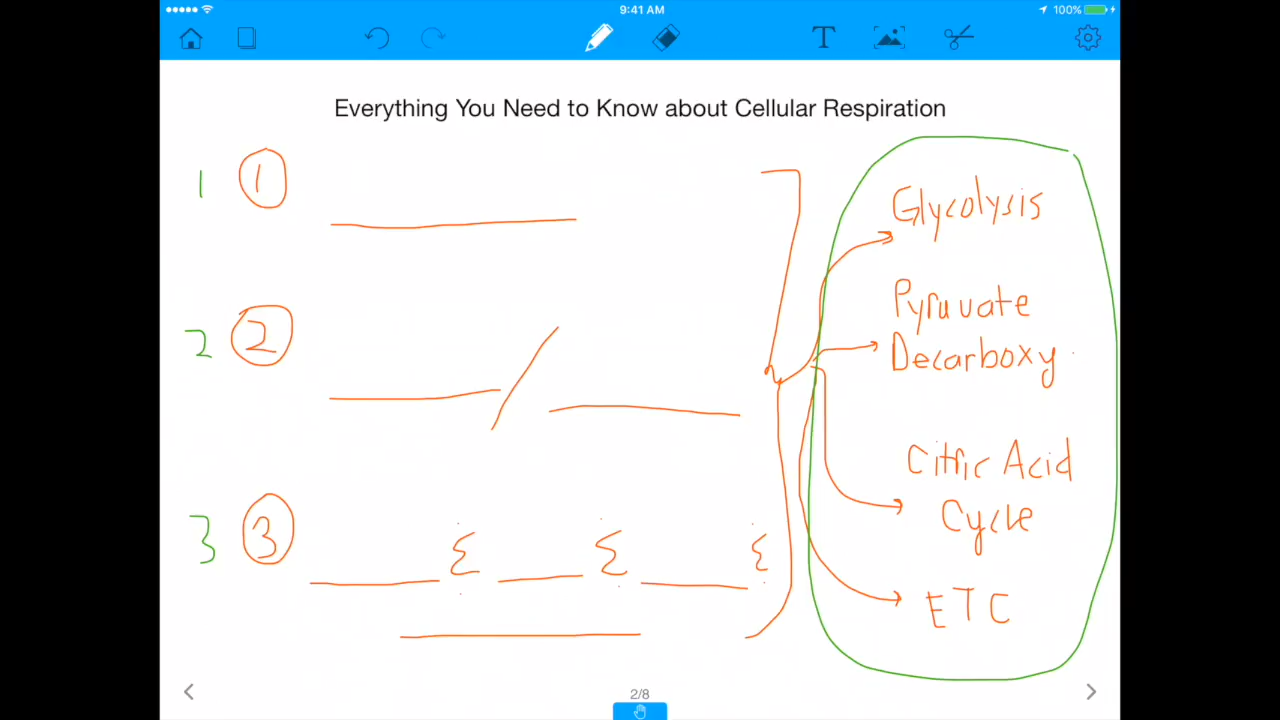 9:41 AM
100%
T
Everything You Need to Know about Cellular Respiration
1 1
2 2
3 3
Σ Σ Σ
Glycolysis
Pyruvate
Decarboxy
Citric Acid
Cycle
ETC
2/8